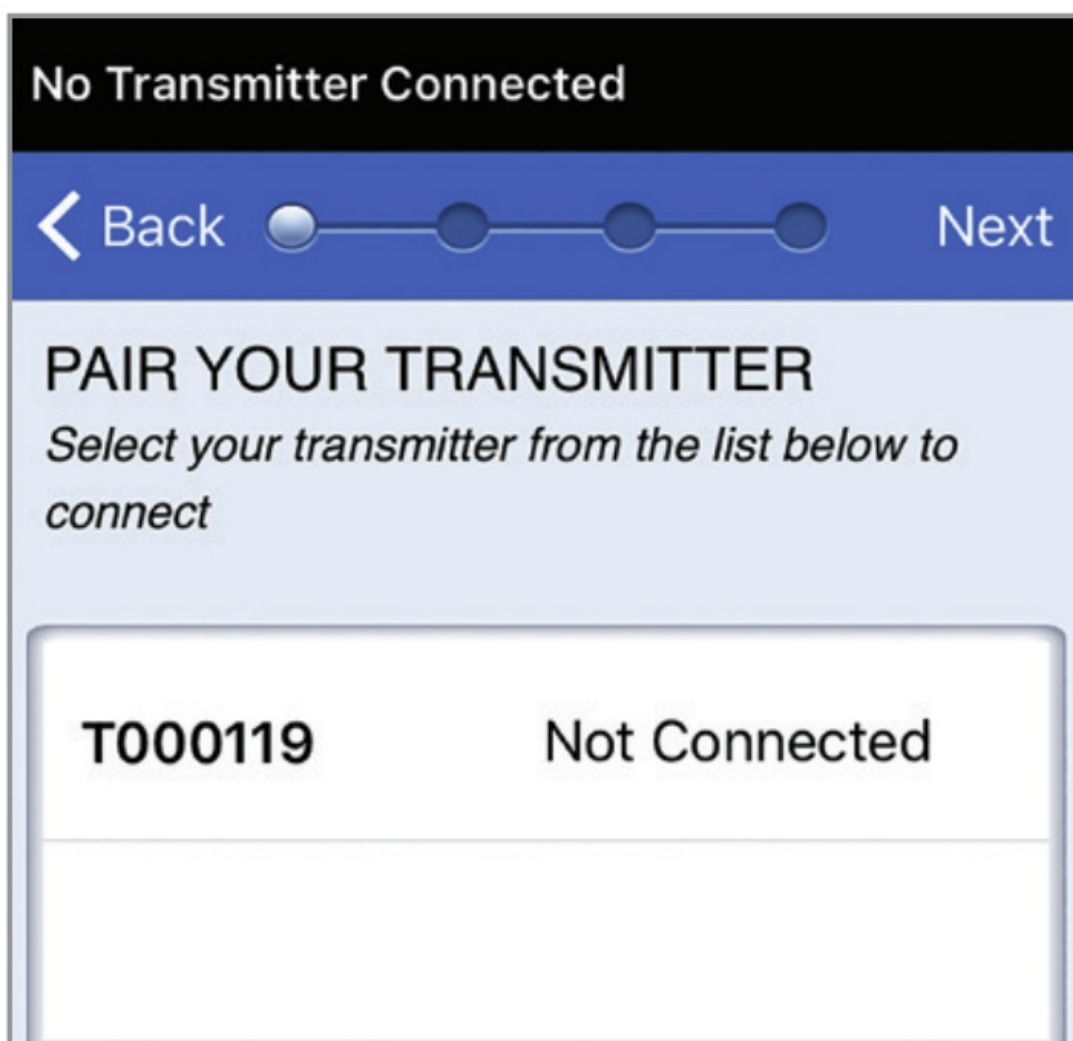 No Transmitter Connected
Back Next
PAIR YOUR TRANSMITTER
Select your transmitter from the list below to
connect
T000119 Not Connected